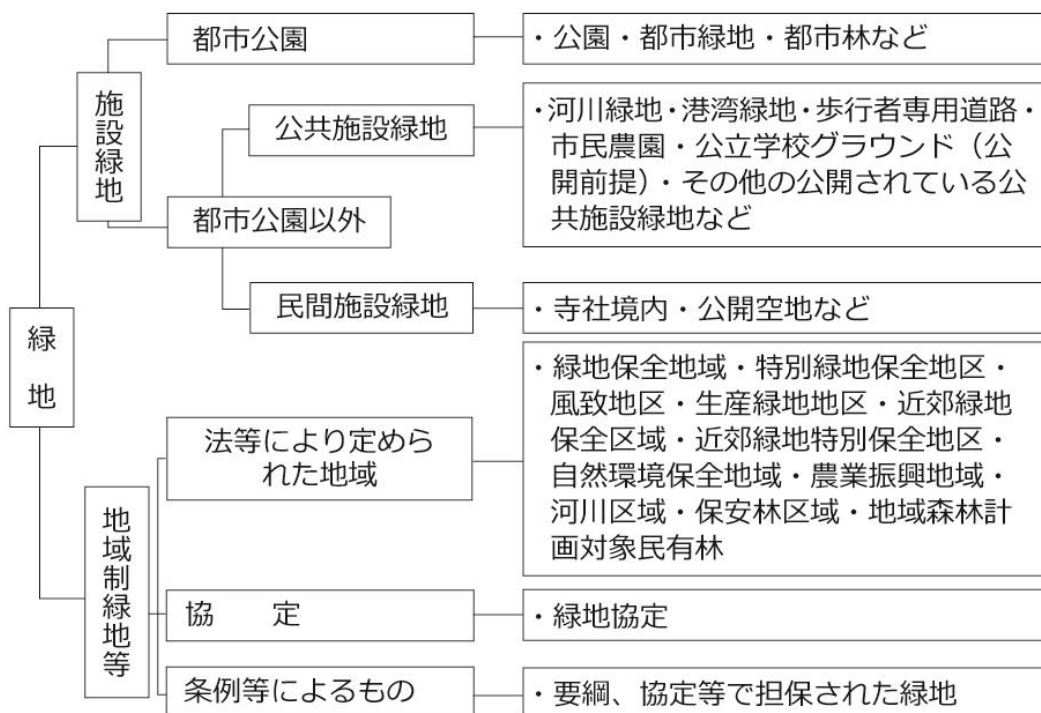 緑地
施設緑地
都市公園
・公園・都市緑地・都市林など
都市公園以外
公共施設緑地
・河川緑地・港湾緑地・歩行者専用道路・
市民農園・公立学校グラウンド（公
開前提）・その他の公開されている公
共施設緑地など
民間施設緑地
・寺社境内・公開空地など
地域制緑地等
法等により定めら
れた地域
・緑地保全地域・特別緑地保全地区・
風致地区・生産緑地地区・近郊緑地
保全区域・近郊緑地特別保全地区・
自然環境保全地域・農業振興地域・
河川区域・保安林区域・地域森林計
画対象民有林
協　定
・緑地協定
条例等によるもの
・要綱、協定等で担保された緑地